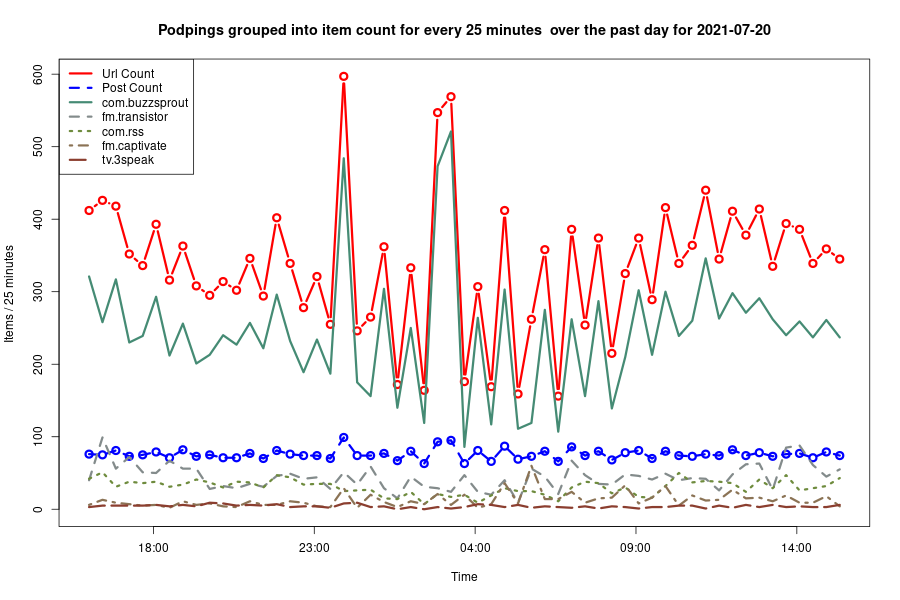 Podpings grouped into item count for every 25 minutes  over the past day for 2021-07-20
Url Count
Post Count
com.buzzsprout
fm.transistor
com.rss
fm.captivate
tv.3speak
Items / 25 minutes
600
500
400
300
200
100
0
18:00 23:00 04:00 09:00 14:00
Time